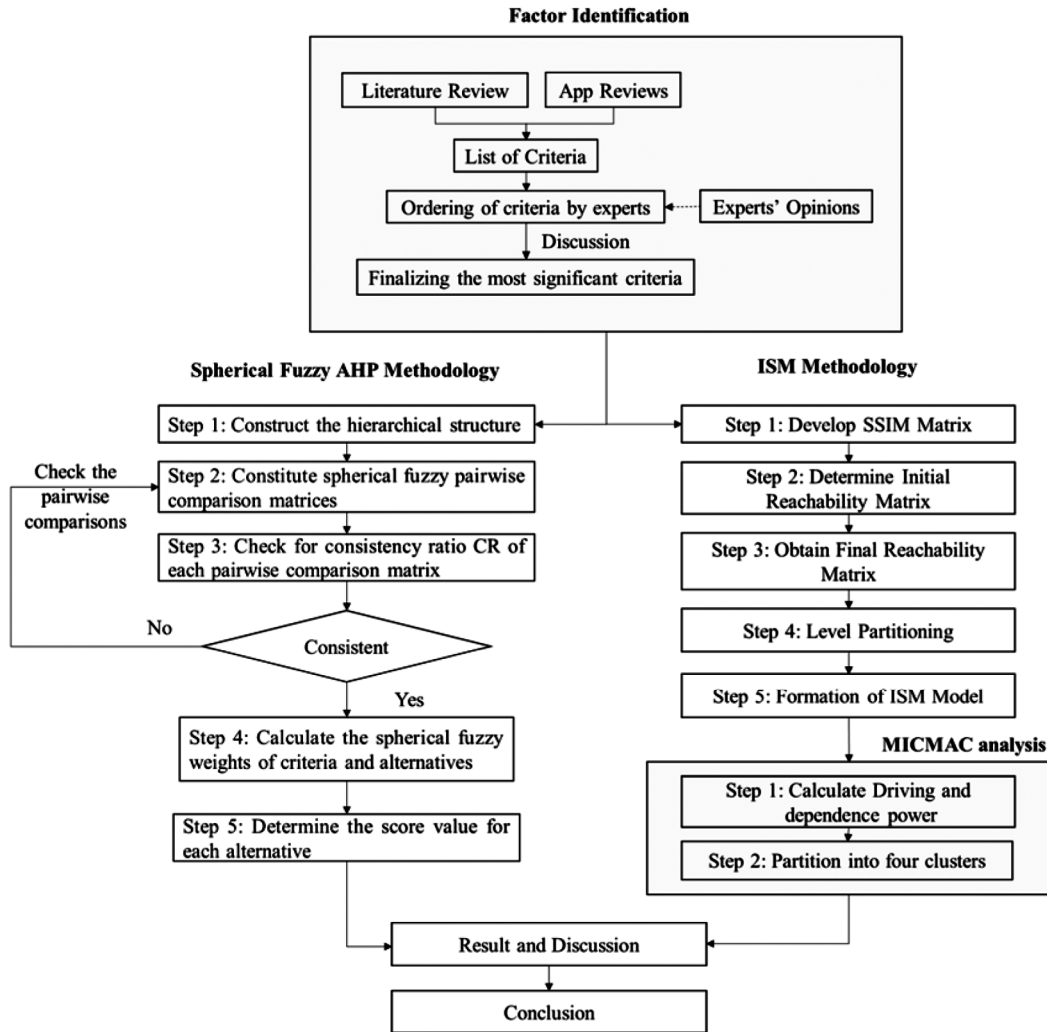 Factor Identification
Literature Review
App Reviews
List of Criteria
Ordering of criteria by experts
Experts' Opinions
Discussion
Finalizing the most significant criteria
Spherical Fuzzy AHP Methodology
Step 1: Construct the hierarchical structure
Check the
pairwise
comparisons
Step 2: Constitute spherical fuzzy pairwise
comparison matrices
Step 3: Check for consistency ratio CR of
each pairwise comparison matrix
No
Consistent
Yes
Step 4: Calculate the spherical fuzzy
weights of criteria and alternatives
Step 5: Determine the score value for
each alternative
ISM Methodology
Step 1: Develop SSIM Matrix
Step 2: Determine Initial
Reachability Matrix
Step 3: Obtain Final Reachability
Matrix
Step 4: Level Partitioning
Step 5: Formation of ISM Model
MICMAC analysis
Step 1: Calculate Driving and
dependence power
Step 2: Partition into four clusters
Result and Discussion
Conclusion